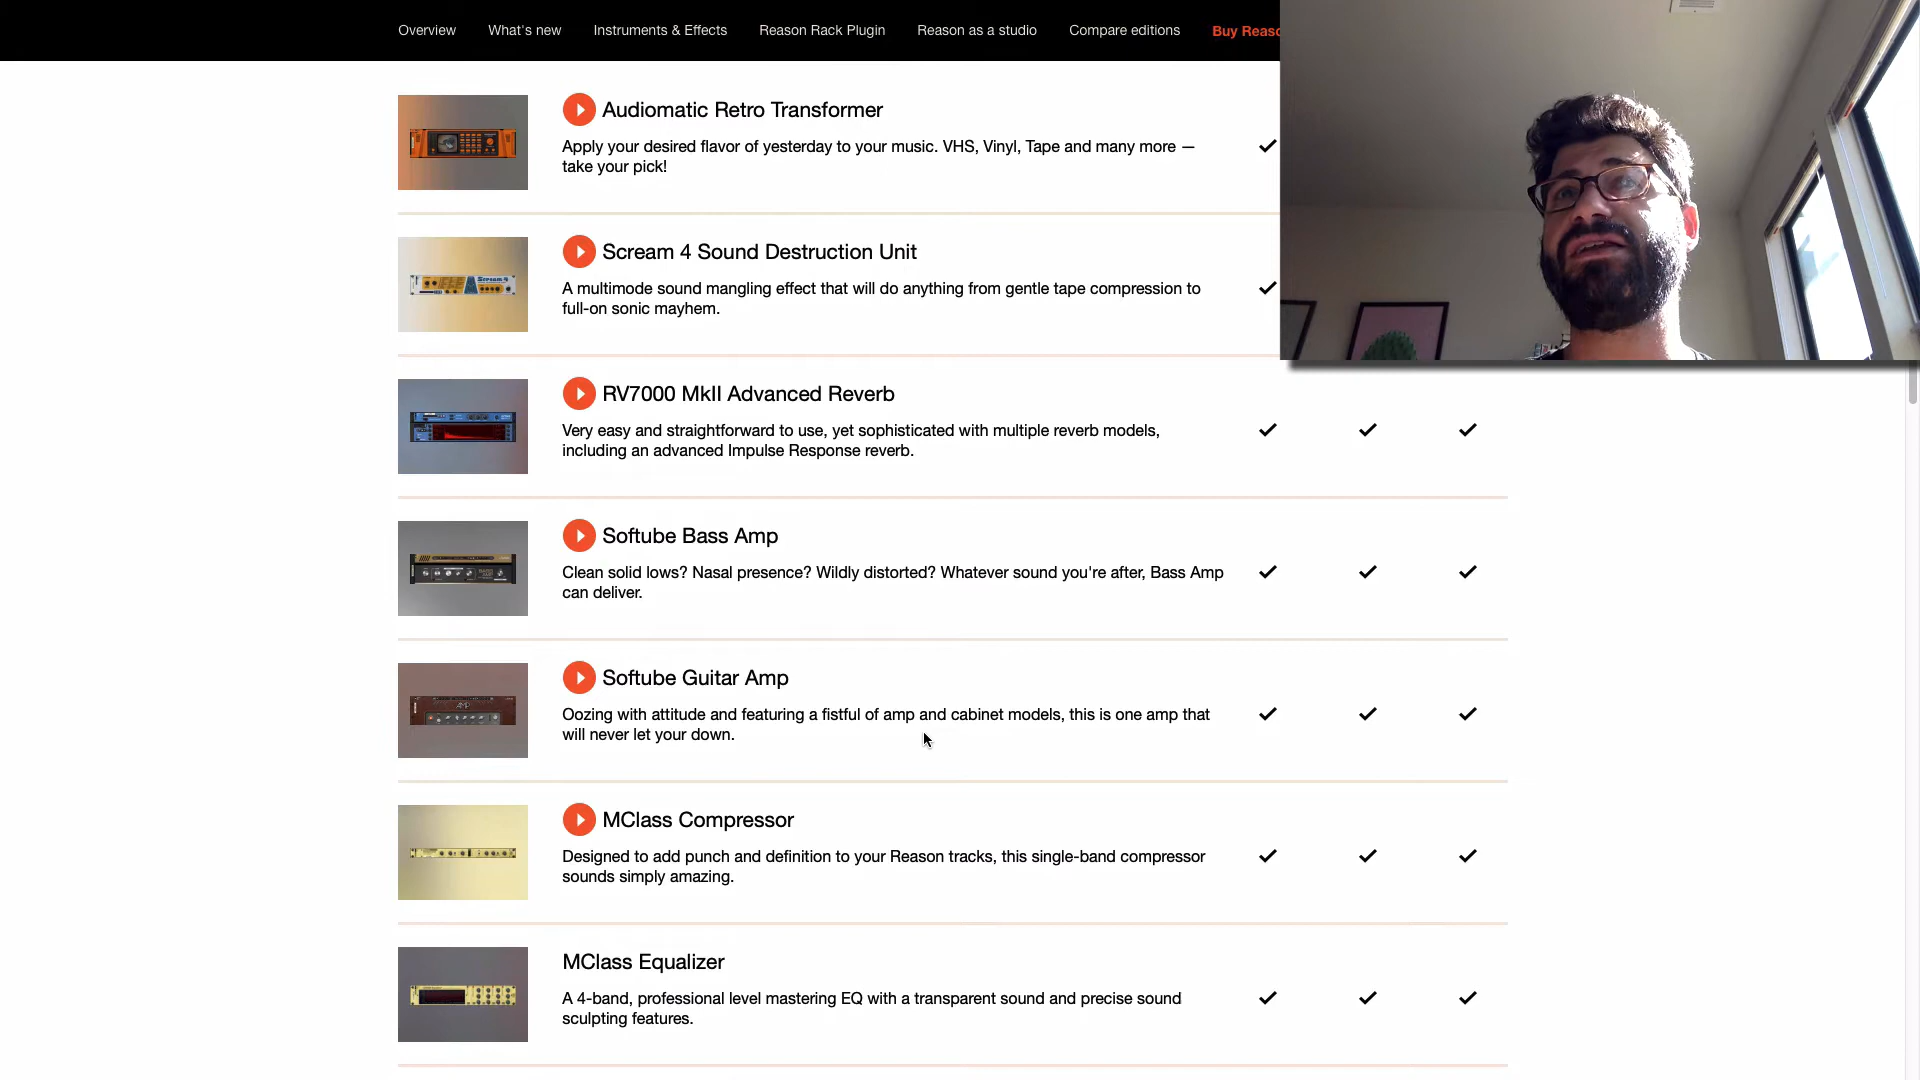 Overview What's new Instruments & Effects Reason Rack Plugin Reason as a studio Compare editions Buy Reaso
Audiomatic Retro Transformer
Apply your desired flavor of yesterday to your music. VHS, Vinyl, Tape and many more —
take your pick!
Scream 4 Sound Destruction Unit
A multimode sound mangling effect that will do anything from gentle tape compression to
full-on sonic mayhem.
RV7000 MkII Advanced Reverb
Very easy and straightforward to use, yet sophisticated with multiple reverb models,
including an advanced Impulse Response reverb.
Softube Bass Amp
Clean solid lows? Nasal presence? Wildly distorted? Whatever sound you're after, Bass Amp
can deliver.
Softube Guitar Amp
Oozing with attitude and featuring a fistful of amp and cabinet models, this is one amp that
will never let your down.
MClass Compressor
Designed to add punch and definition to your Reason tracks, this single-band compressor
sounds simply amazing.
MClass Equalizer
A 4-band, professional level mastering EQ with a transparent sound and precise sound
sculpting features.